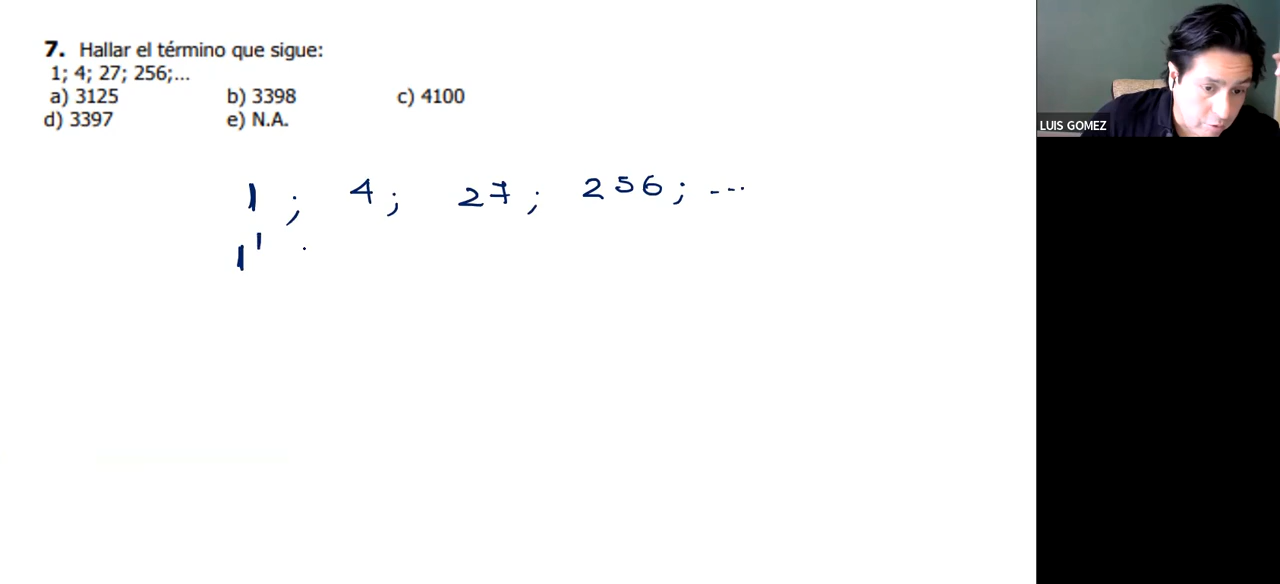 7. Hallar el término que sigue:
1; 4; 27; 256;...
a) 3125 b) 3398 c) 4100
d) 3397 e) N.A.
LUIS GOMEZ
1 ; 4 ; 27 ; 256 ; ...
1¹